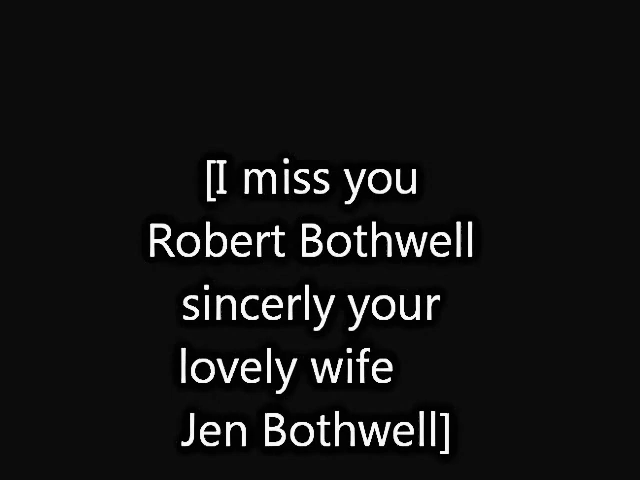 [I miss you
Robert Bothwell
sincerly your
lovely wife
Jen Bothwell]